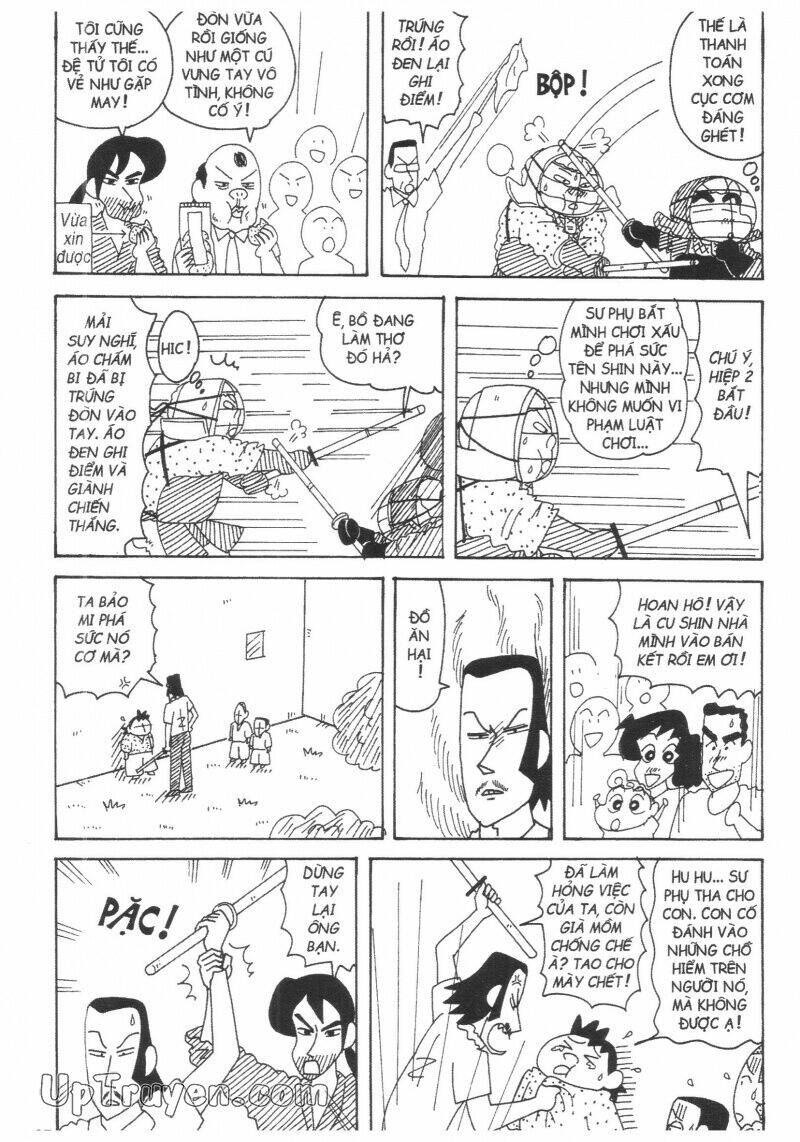 THẾ LÀ
THANH
TOÁN
XONG
CỤC CƠM
ĐÁNG
GHÉT!
BỘP!
TRÚNG
RỒI! ÁO
ĐEN LẠI
GHI
ĐIỂM!
ĐÒN VỪA
RỒI GIỐNG
NHƯ MỘT CÚ
VUNG TAY VÔ
TÌNH, KHÔNG
CỐ Ý!
TÔI CŨNG
THẤY THẾ...
ĐỆ TỬ TÔI CÓ
VẺ NHƯ GẶP
MAY!
Vừa
xin
được
CHÚ Ý,
HIỆP 2
BẮT
ĐẦU!
SƯ PHỤ BẮT
MÌNH CHƠI XẤU
ĐỂ PHÁ SỨC
TÊN SHIN NÀY...
NHƯNG MÌNH
KHÔNG MUỐN VI
PHẠM LUẬT
CHƠI...
Ê, BỒ ĐANG
LÀM THƠ
ĐÓ HẢ?
HIC!
MẢI
SUY NGHĨ,
ÁO CHẤM
BI ĐÃ BỊ
TRÚNG
ĐÒN VÀO
TAY. ÁO
ĐEN GHI
ĐIỂM VÀ
GIÀNH
CHIẾN
THẮNG.
HOAN HÔ! VẬY
LÀ CU SHIN NHÀ
MÌNH VÀO BÁN
KẾT RỒI EM ƠI!
ĐỒ
ĂN
HẠI!
TA BẢO
MI PHÁ
SỨC NÓ
CƠ MÀ?
HU HU... SƯ
PHỤ THA CHO
CON. CON CỐ
ĐÁNH VÀO
NHỮNG CHỖ
HIỂM TRÊN
NGƯỜI NÓ,
MÀ KHÔNG
ĐƯỢC Ạ!
ĐÃ LÀM
HỎNG VIỆC
CỦA TA, CÒN
GIÀ MỒM
CHỐNG CHẾ
À? TAO CHO
MÀY CHẾT!
DỪNG
TAY
LẠI
ÔNG
BẠN.
PẶC!
UpTruyen.com